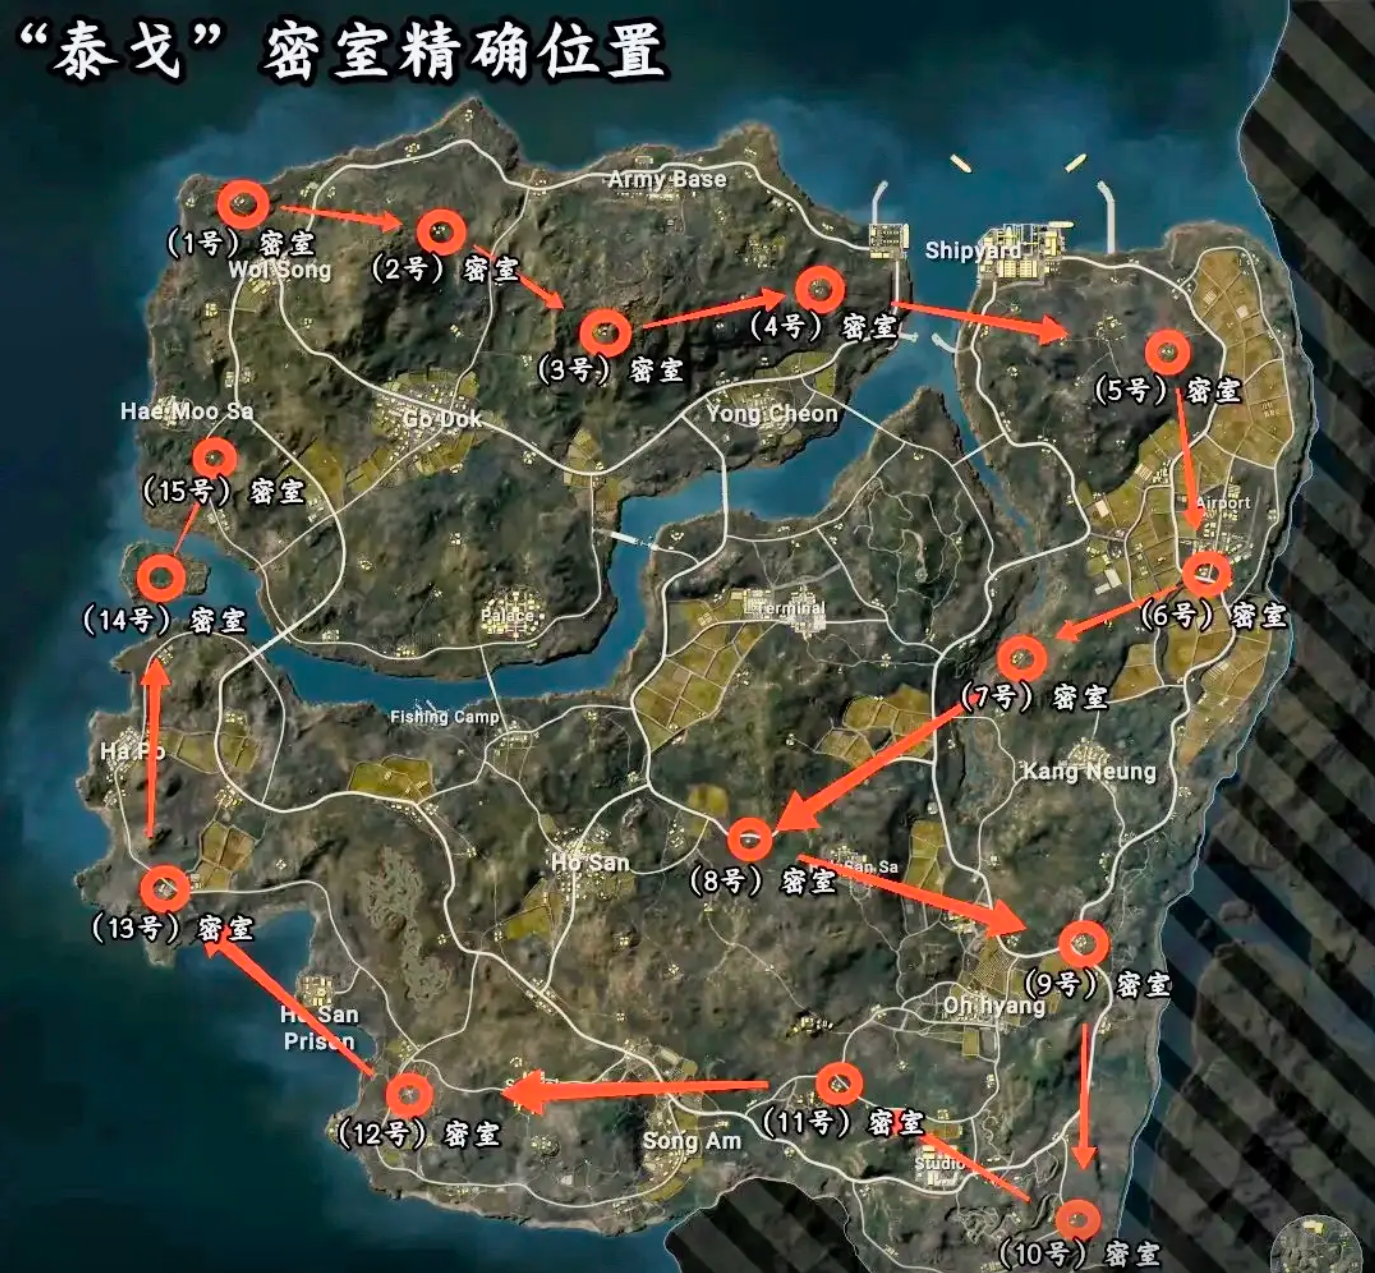 “泰戈”密室精确位置
Army Base
(1号) 密室
Wol Song
(2号) 密室
Shipyard
(3号) 密室
(4号) 密室
(5号) 密室
Hae Moo Sa
Go Dok
Yong Cheon
(15号) 密室
Airport
(14号) 密室
Palace
Terminal
(6号) 密室
(7号) 密室
Fishing Camp
Ha Po
Kang Neung
Ho San
(8号) 密室
San Sa
(13号) 密室
(9号) 密室
Oh hyang
Ho San
Prison
(12号) 密室
Song Am
(11号) 密室
Studio
(10号) 密室